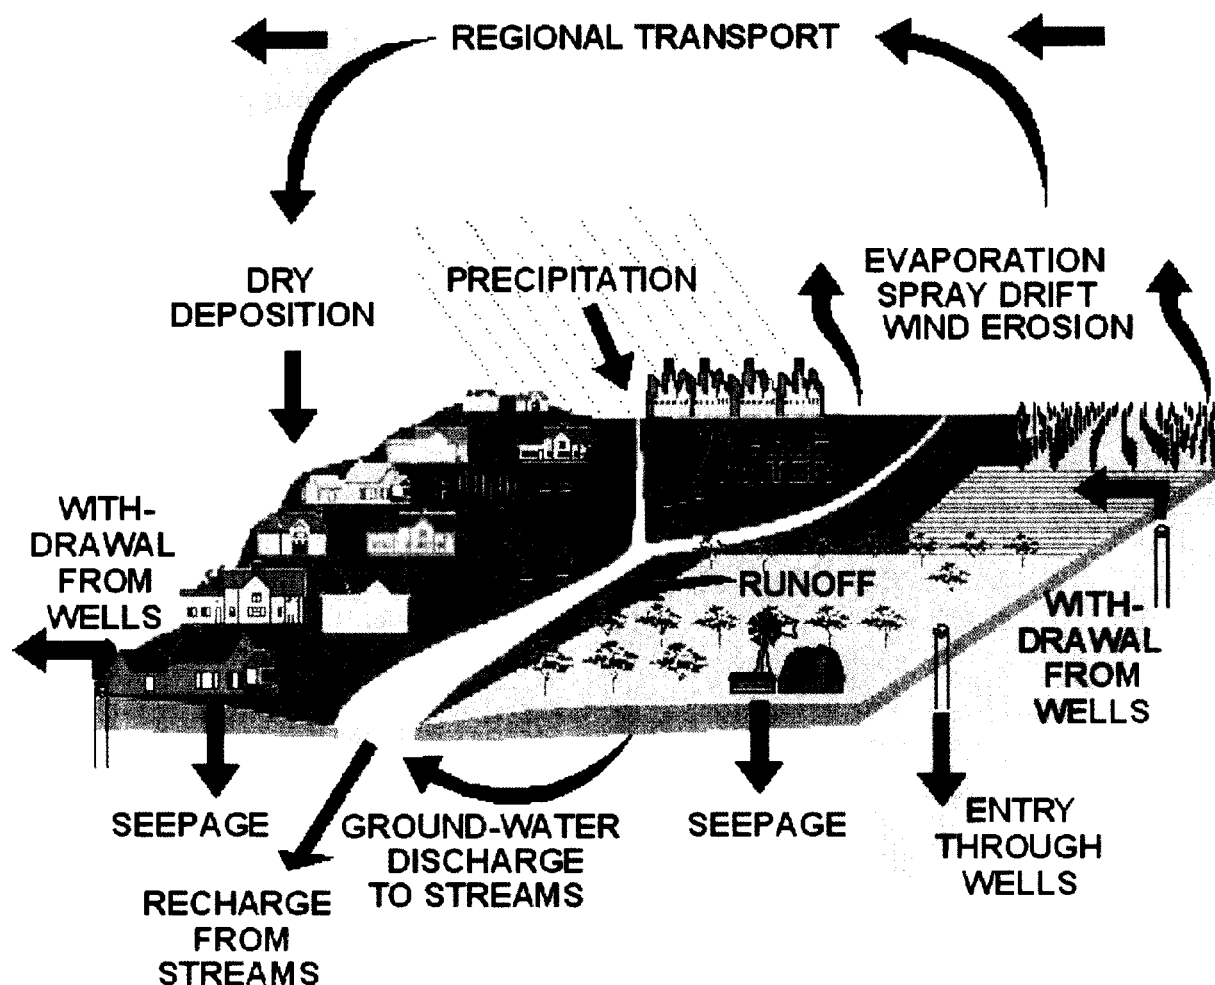 REGIONAL TRANSPORT
DRY
DEPOSITION
PRECIPITATION
EVAPORATION
SPRAY DRIFT
WIND EROSION
WITH-
DRAWAL
FROM
WELLS
RUNOFF
WITH-
DRAWAL
FROM
WELLS
SEEPAGE
GROUND-WATER
DISCHARGE
TO STREAMS
SEEPAGE
ENTRY
THROUGH
WELLS
RECHARGE
FROM
STREAMS